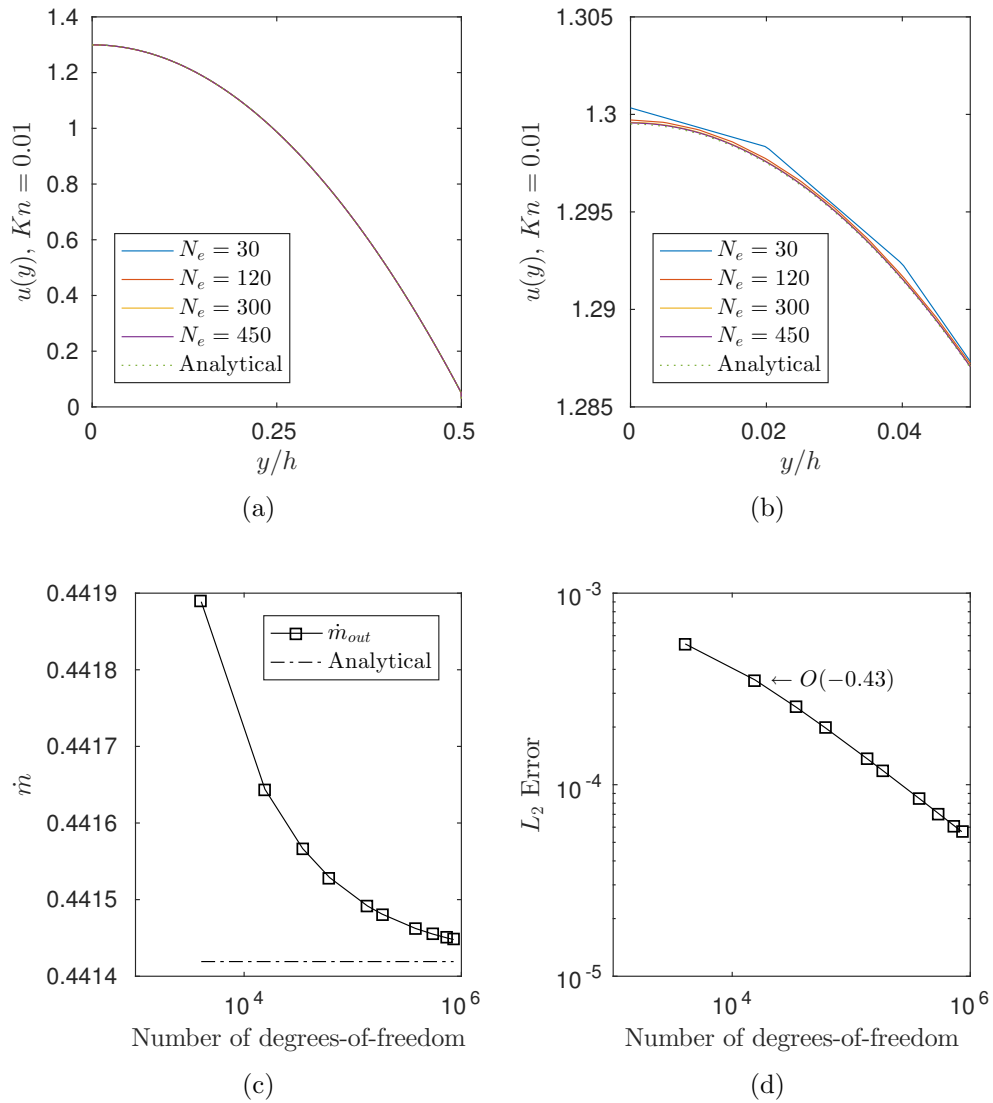 1.4
1.2
1
0.8
0.6
0.4
0.2
0
u(y), Kn = 0.01
N_e = 30
N_e = 120
N_e = 300
N_e = 450
Analytical
0 0.25 0.5
y/h
(a)
1.305
1.3
1.295
1.29
1.285
u(y), Kn = 0.01
N_e = 30
N_e = 120
N_e = 300
N_e = 450
Analytical
0 0.02 0.04
y/h
(b)
0.4419
0.4418
0.4417
0.4416
0.4415
0.4414
ṁ
ṁ_out
Analytical
10^4 10^6
Number of degrees-of-freedom
(c)
10^-3
10^-4
10^-5
L_2 Error
← O(−0.43)
10^4 10^6
Number of degrees-of-freedom
(d)